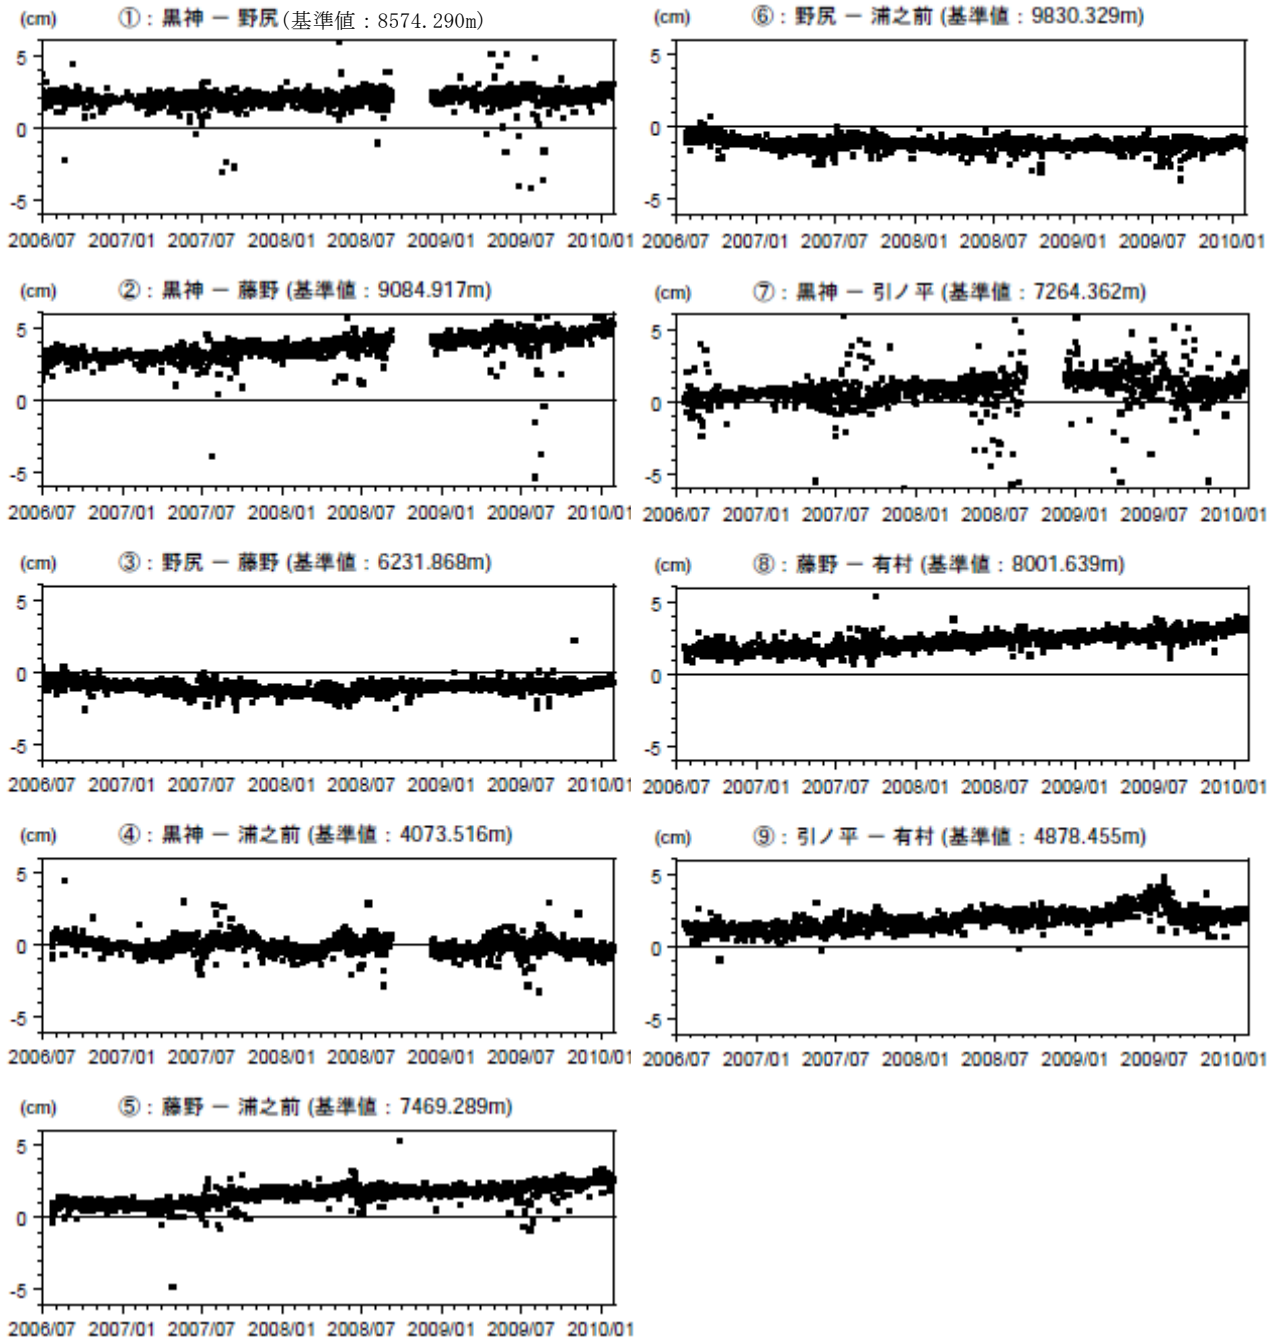 (cm) ①：黒神 － 野尻(基準値：8574.290m)
5
0
-5
2006/07 2007/01 2007/07 2008/01 2008/07 2009/01 2009/07 2010/01
(cm) ②：黒神 － 藤野 (基準値：9084.917m)
5
0
-5
2006/07 2007/01 2007/07 2008/01 2008/07 2009/01 2009/07 2010/01
(cm) ③：野尻 － 藤野 (基準値：6231.868m)
5
0
-5
2006/07 2007/01 2007/07 2008/01 2008/07 2009/01 2009/07 2010/01
(cm) ④：黒神 － 浦之前 (基準値：4073.516m)
5
0
-5
2006/07 2007/01 2007/07 2008/01 2008/07 2009/01 2009/07 2010/01
(cm) ⑤：藤野 － 浦之前 (基準値：7469.289m)
5
0
-5
2006/07 2007/01 2007/07 2008/01 2008/07 2009/01 2009/07 2010/01
(cm) ⑥：野尻 － 浦之前 (基準値：9830.329m)
5
0
-5
2006/07 2007/01 2007/07 2008/01 2008/07 2009/01 2009/07 2010/01
(cm) ⑦：黒神 － 引ノ平 (基準値：7264.362m)
5
0
-5
2006/07 2007/01 2007/07 2008/01 2008/07 2009/01 2009/07 2010/01
(cm) ⑧：藤野 － 有村 (基準値：8001.639m)
5
0
-5
2006/07 2007/01 2007/07 2008/01 2008/07 2009/01 2009/07 2010/01
(cm) ⑨：引ノ平 － 有村 (基準値：4878.455m)
5
0
-5
2006/07 2007/01 2007/07 2008/01 2008/07 2009/01 2009/07 2010/01